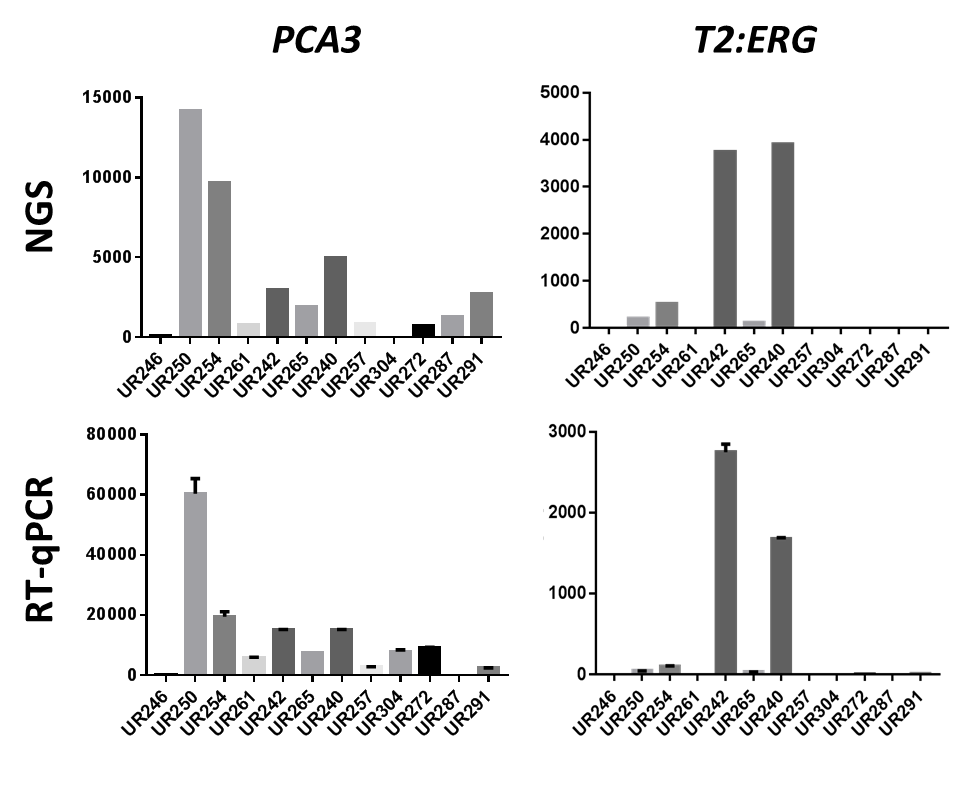 PCA3
T2:ERG
NGS
15000
10000
5000
0
UR246
UR250
UR254
UR261
UR242
UR265
UR240
UR257
UR304
UR272
UR287
UR291
5000
4000
3000
2000
1000
0
UR246
UR250
UR254
UR261
UR242
UR265
UR240
UR257
UR304
UR272
UR287
UR291
RT-qPCR
80000
60000
40000
20000
0
UR246
UR250
UR254
UR261
UR242
UR265
UR240
UR257
UR304
UR272
UR287
UR291
3000
2000
1000
0
UR246
UR250
UR254
UR261
UR242
UR265
UR240
UR257
UR304
UR272
UR287
UR291